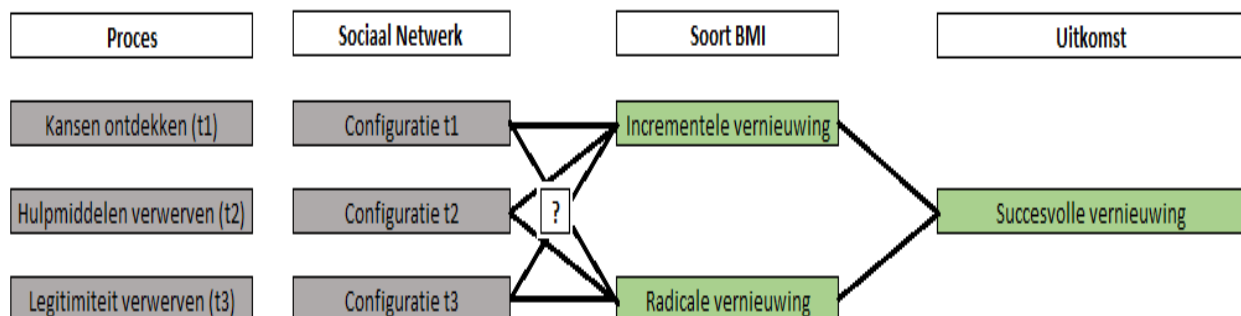 Proces
Sociaal Netwerk
Soort BMI
Uitkomst
Kansen ontdekken (t1)
Configuratie t1
Incrementele vernieuwing
Hulpmiddelen verwerven (t2)
Configuratie t2
?
Succesvolle vernieuwing
Legitimiteit verwerven (t3)
Configuratie t3
Radicale vernieuwing